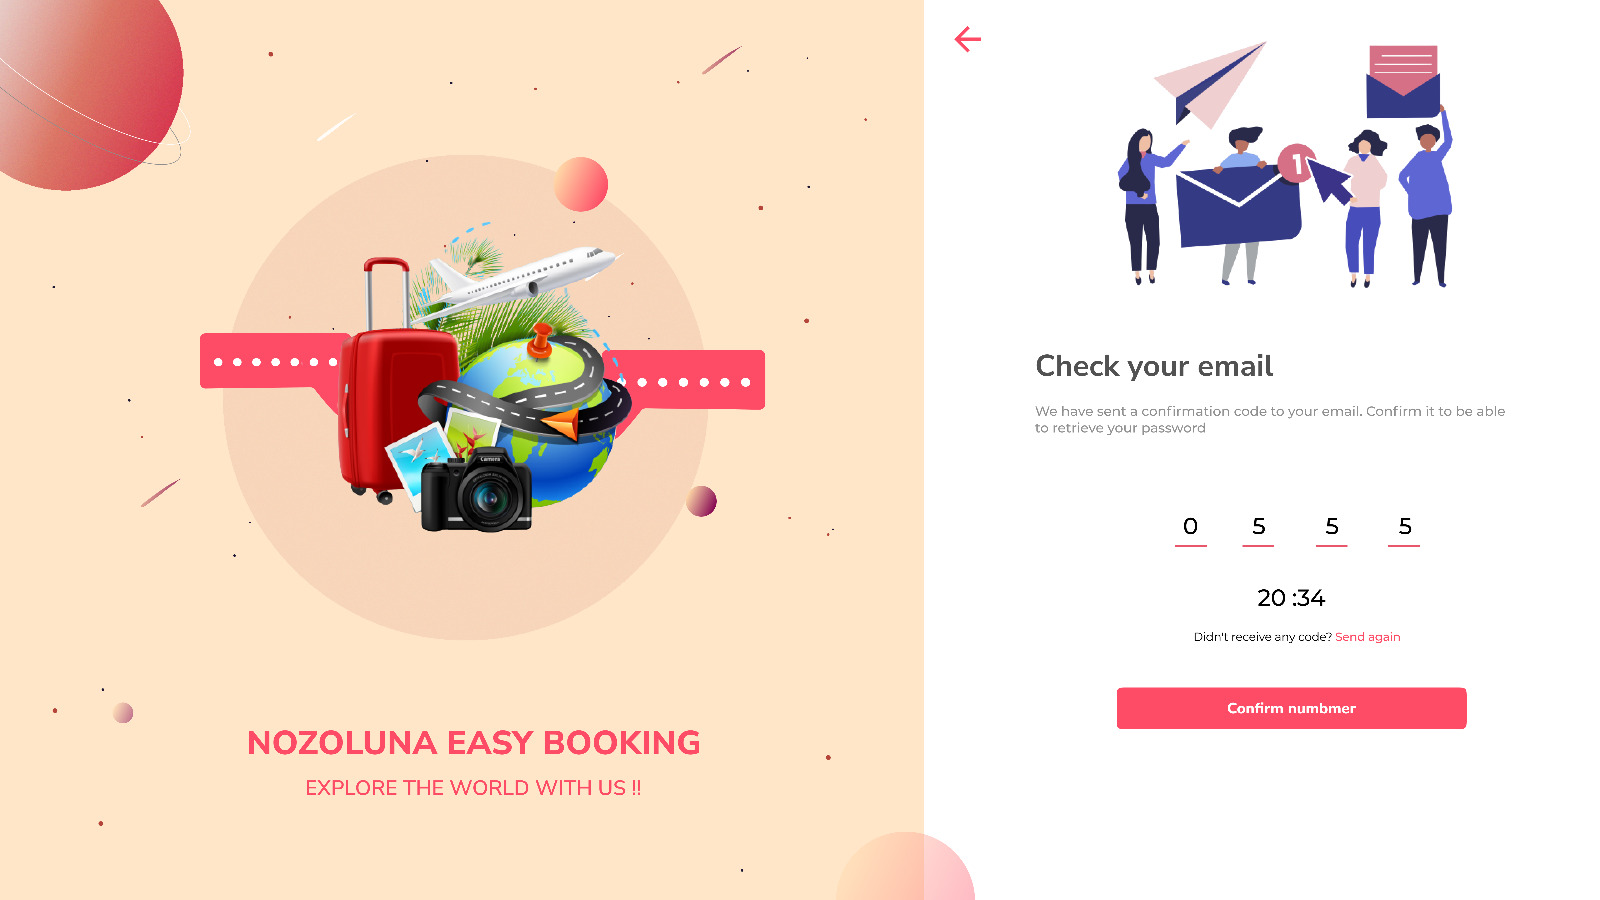 Camera
NOZOLUNA EASY BOOKING
EXPLORE THE WORLD WITH US !!
1
Check your email
We have sent a confirmation code to your email. Confirm it to be able
to retrieve your password
0 5 5 5
20 :34
Didn't receive any code? Send again
Confirm numbmer